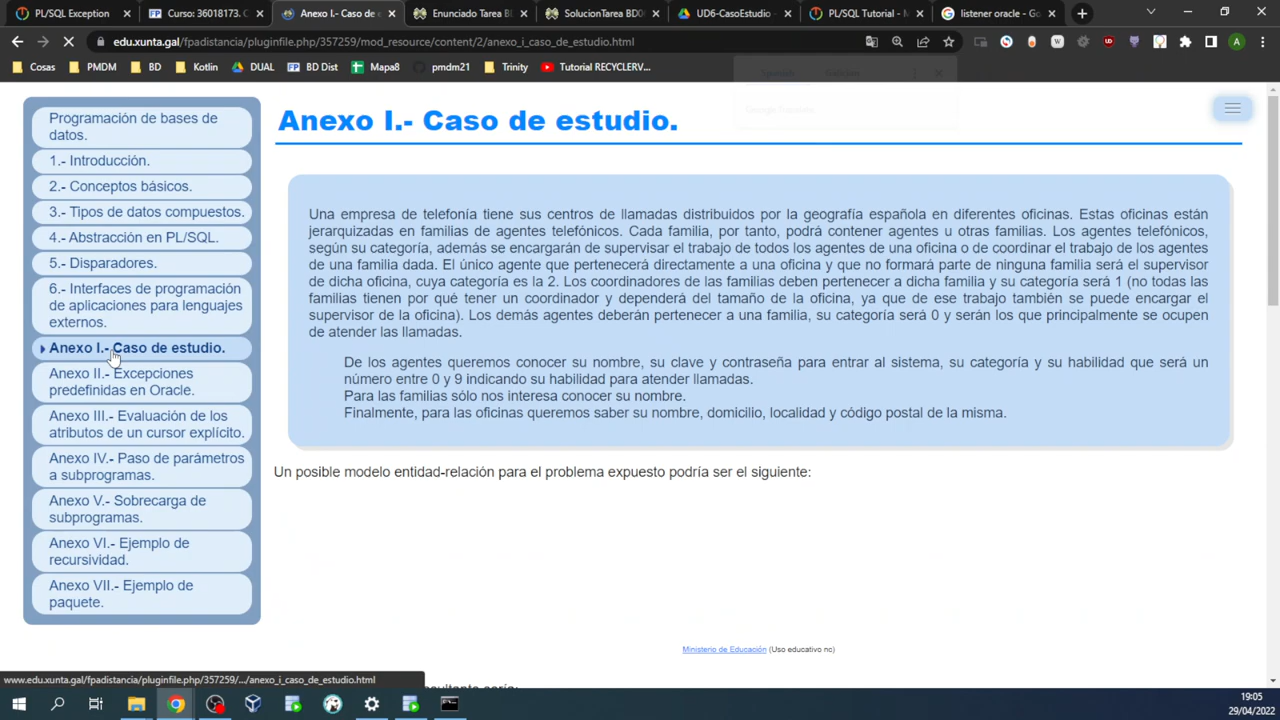 PL/SQL Exception
Curso: 36018173. C
Anexo I.- Caso de e
Enunciado Tarea BD
SolucionTarea BD0
UD6-CasoEstudio -
PL/SQL Tutorial - M
listener oracle - Go
edu.xunta.gal/fpadistancia/pluginfile.php/357259/mod_resource/content/2/anexo_i_caso_de_estudio.html
Cosas
PMDM
BD
Kotlin
DUAL
BD Dist
Mapa8
pmdm21
Trinity
Tutorial RECYCLERV...
Programación de bases de
datos.
1.- Introducción.
2.- Conceptos básicos.
3.- Tipos de datos compuestos.
4.- Abstracción en PL/SQL.
5.- Disparadores.
6.- Interfaces de programación
de aplicaciones para lenguajes
externos.
Anexo I.- Caso de estudio.
Anexo II.- Excepciones
predefinidas en Oracle.
Anexo III.- Evaluación de los
atributos de un cursor explícito.
Anexo IV.- Paso de parámetros
a subprogramas.
Anexo V.- Sobrecarga de
subprogramas.
Anexo VI.- Ejemplo de
recursividad.
Anexo VII.- Ejemplo de
paquete.
Anexo I.- Caso de estudio.
Una empresa de telefonía tiene sus centros de llamadas distribuidos por la geografía española en diferentes oficinas. Estas oficinas están
jerarquizadas en familias de agentes telefónicos. Cada familia, por tanto, podrá contener agentes u otras familias. Los agentes telefónicos,
según su categoría, además se encargarán de supervisar el trabajo de todos los agentes de una oficina o de coordinar el trabajo de los agentes
de una familia dada. El único agente que pertenecerá directamente a una oficina y que no formará parte de ninguna familia será el supervisor
de dicha oficina, cuya categoría es la 2. Los coordinadores de las familias deben pertenecer a dicha familia y su categoría será 1 (no todas las
familias tienen por qué tener un coordinador y dependerá del tamaño de la oficina, ya que de ese trabajo también se puede encargar el
supervisor de la oficina). Los demás agentes deberán pertenecer a una familia, su categoría será 0 y serán los que principalmente se ocupen
de atender las llamadas.
De los agentes queremos conocer su nombre, su clave y contraseña para entrar al sistema, su categoría y su habilidad que será un
número entre 0 y 9 indicando su habilidad para atender llamadas.
Para las familias sólo nos interesa conocer su nombre.
Finalmente, para las oficinas queremos saber su nombre, domicilio, localidad y código postal de la misma.
Un posible modelo entidad-relación para el problema expuesto podría ser el siguiente:
Ministerio de Educación (Uso educativo nc)
www.edu.xunta.gal/fpadistancia/pluginfile.php/357259/.../anexo_i_caso_de_estudio.html
19:05
29/04/2022